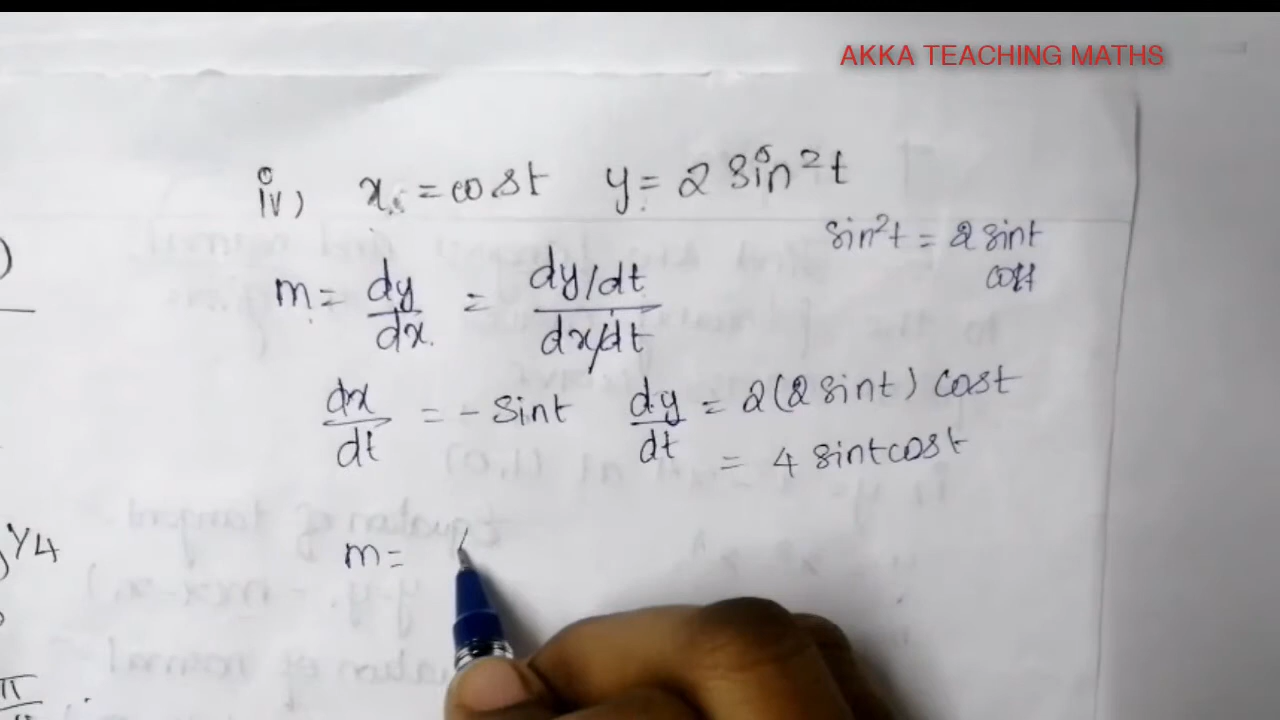 AKKA TEACHING MATHS
iv) x = cost y = 2 sin²t
sin²t = 2 sint
cost
m = dy/dx = dy/dt / dx/dt
dx/dt = - sint dy/dt = 2(2 sint) cost
= 4 sintcost
)
y4
m =
π